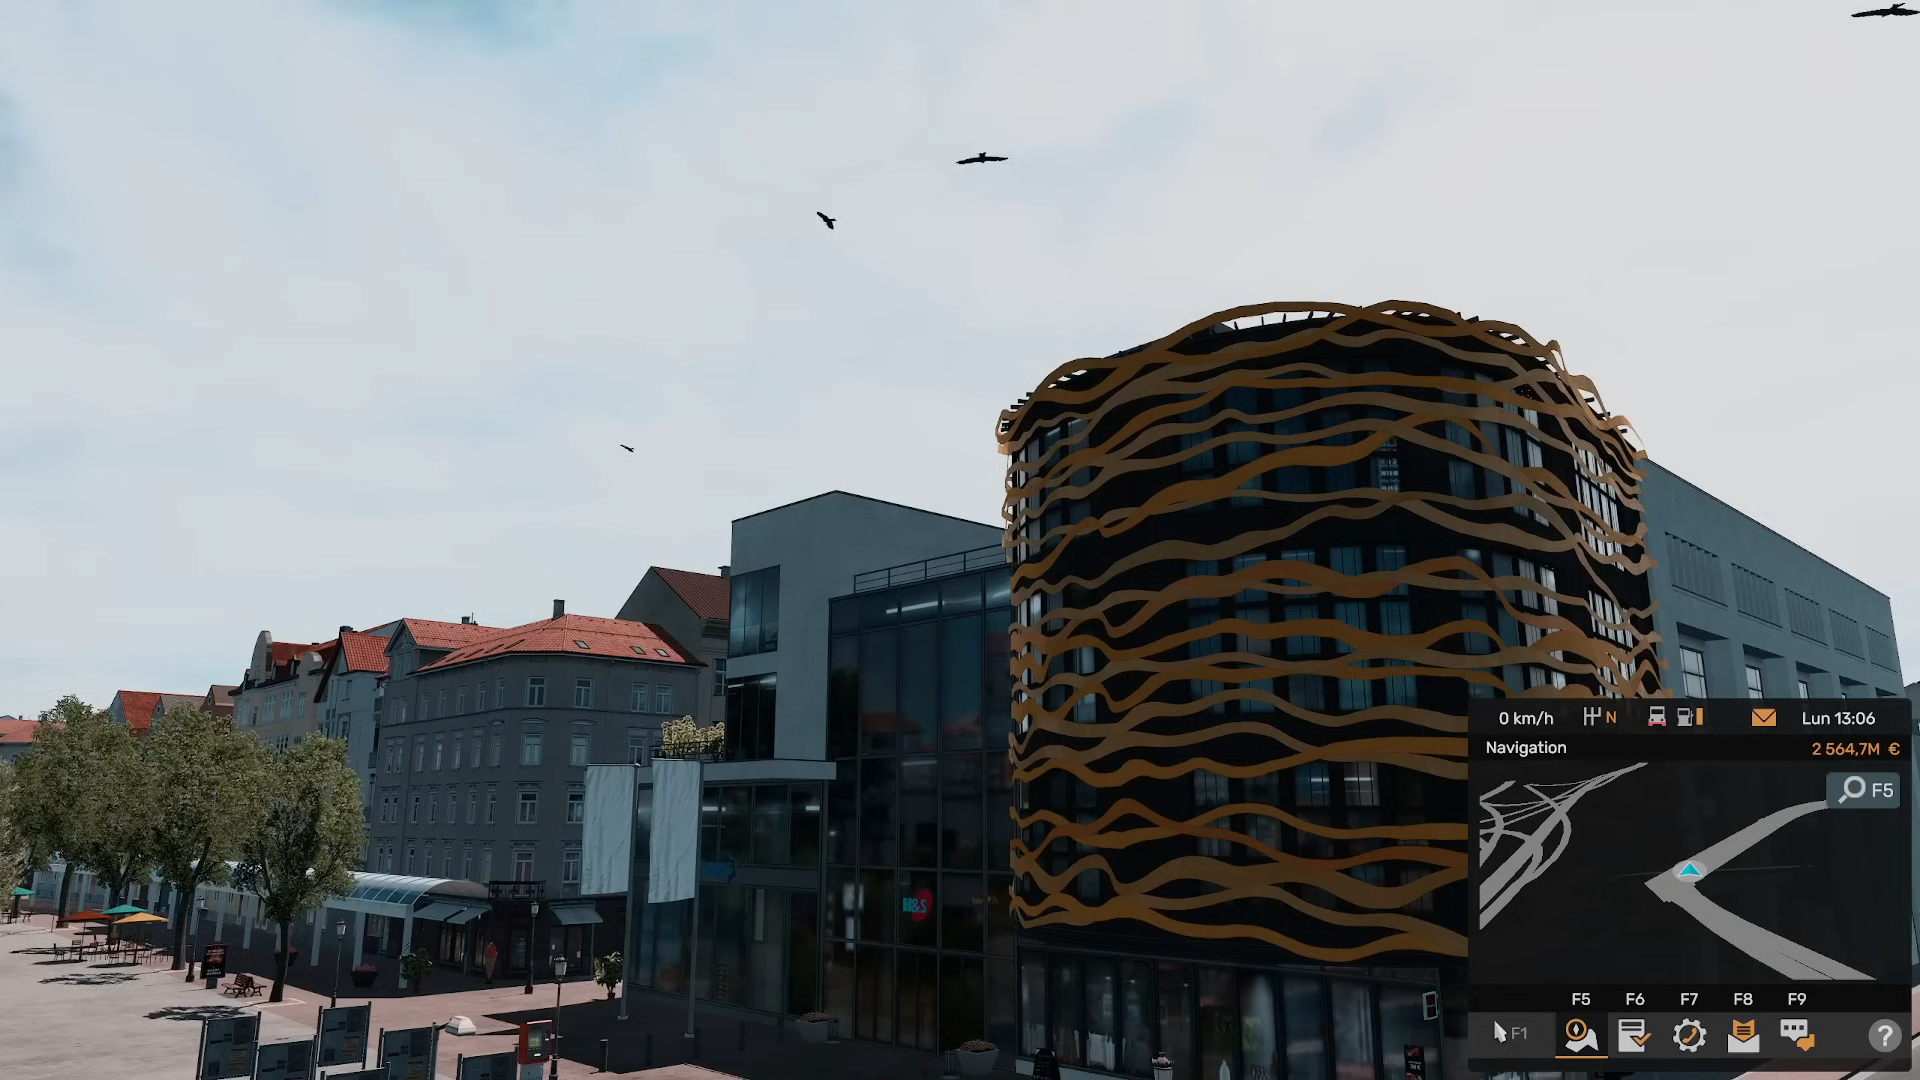 H&S
0 km/h
N
Lun 13:06
Navigation
2 564,7M €
F5
F5
F6
F7
F8
F9
F1
?